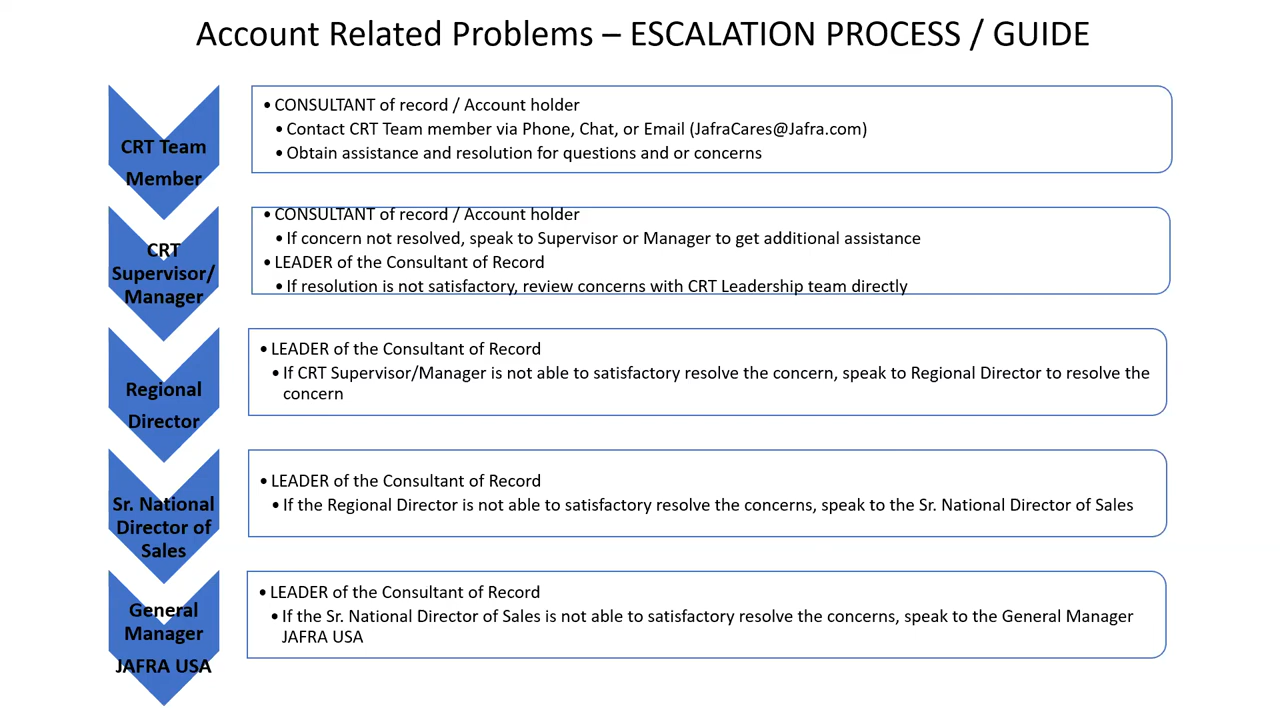 Account Related Problems – ESCALATION PROCESS / GUIDE
CRT Team
Member
• CONSULTANT of record / Account holder
• Contact CRT Team member via Phone, Chat, or Email (JafraCares@Jafra.com)
• Obtain assistance and resolution for questions and or concerns
CRT
Supervisor/
Manager
• CONSULTANT of record / Account holder
• If concern not resolved, speak to Supervisor or Manager to get additional assistance
• LEADER of the Consultant of Record
• If resolution is not satisfactory, review concerns with CRT Leadership team directly
Regional
Director
• LEADER of the Consultant of Record
• If CRT Supervisor/Manager is not able to satisfactory resolve the concern, speak to Regional Director to resolve the
concern
Sr. National
Director of
Sales
• LEADER of the Consultant of Record
• If the Regional Director is not able to satisfactory resolve the concerns, speak to the Sr. National Director of Sales
General
Manager
JAFRA USA
• LEADER of the Consultant of Record
• If the Sr. National Director of Sales is not able to satisfactory resolve the concerns, speak to the General Manager
JAFRA USA